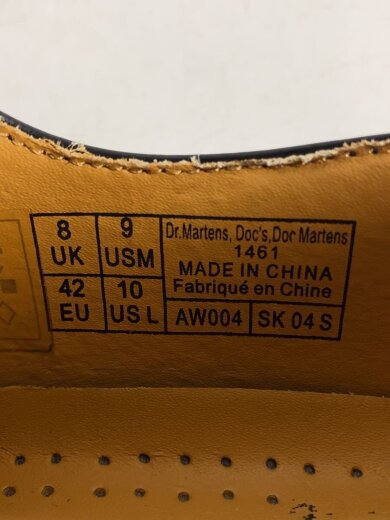 8 UK
9 USM
42 EU
10 US L
Dr.Martens, Doc's, Doc Martens
1461
MADE IN CHINA
Fabriqué en Chine
AW004
SK 04 S